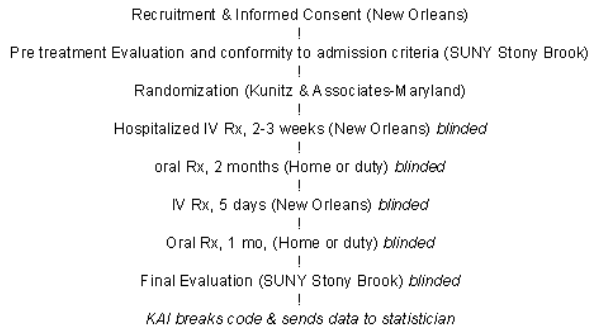 Recruitment & Informed Consent (New Orleans)
!
Pre treatment Evaluation and conformity to admission criteria (SUNY Stony Brook)
!
Randomization (Kunitz & Associates-Maryland)
!
Hospitalized IV Rx, 2-3 weeks (New Orleans) blinded
!
oral Rx, 2 months (Home or duty) blinded
!
IV Rx, 5 days (New Orleans) blinded
!
Oral Rx, 1 mo, (Home or duty) blinded
!
Final Evaluation (SUNY Stony Brook) blinded
!
KAI breaks code & sends data to statistician